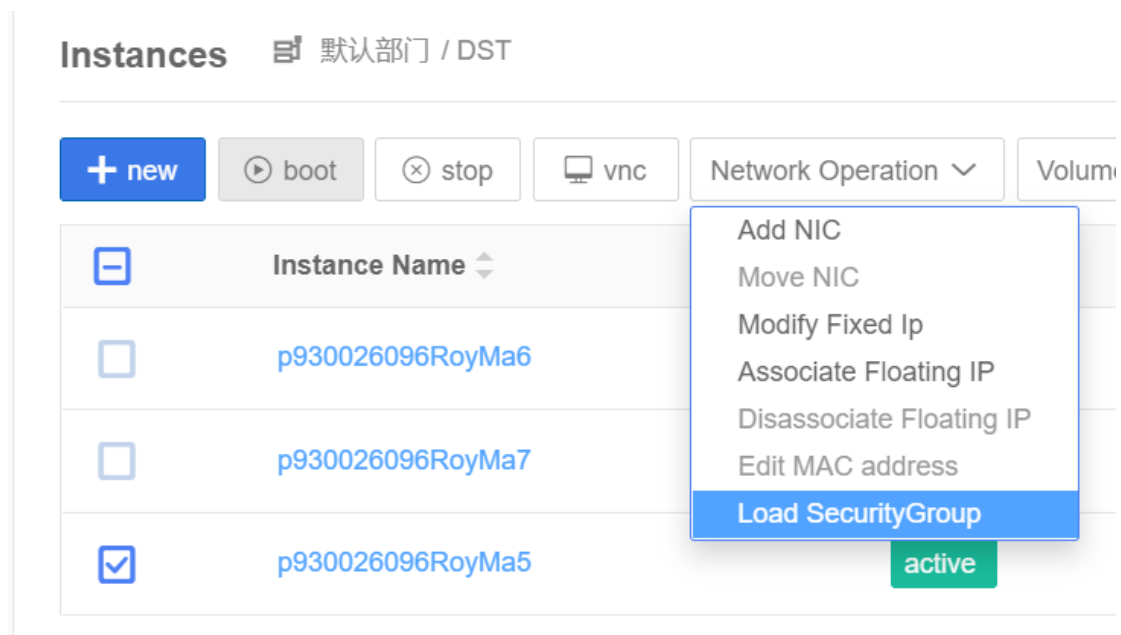 Instances 默认部门 / DST
new boot stop vnc Network Operation
Instance Name
Add NIC
Move NIC
Modify Fixed Ip
Associate Floating IP
Disassociate Floating IP
Edit MAC address
Load SecurityGroup
p930026096RoyMa6
p930026096RoyMa7
p930026096RoyMa5 active